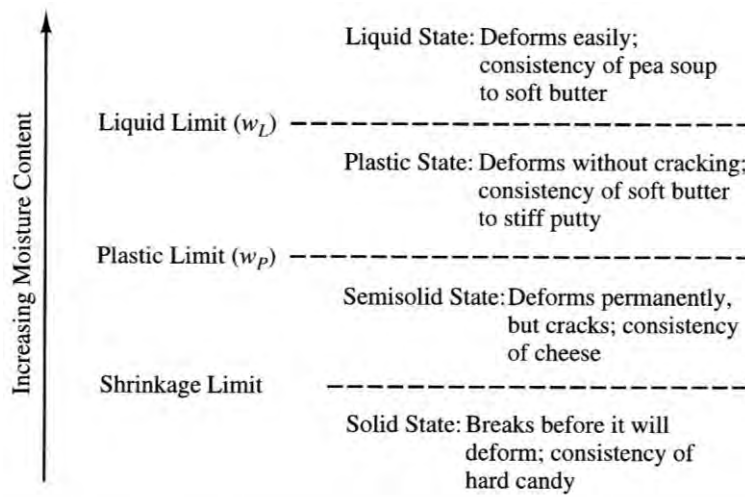 Increasing Moisture Content
Liquid State: Deforms easily;
consistency of pea soup
to soft butter
Liquid Limit (w_L)
Plastic State: Deforms without cracking;
consistency of soft butter
to stiff putty
Plastic Limit (w_P)
Semisolid State: Deforms permanently,
but cracks; consistency
of cheese
Shrinkage Limit
Solid State: Breaks before it will
deform; consistency of
hard candy